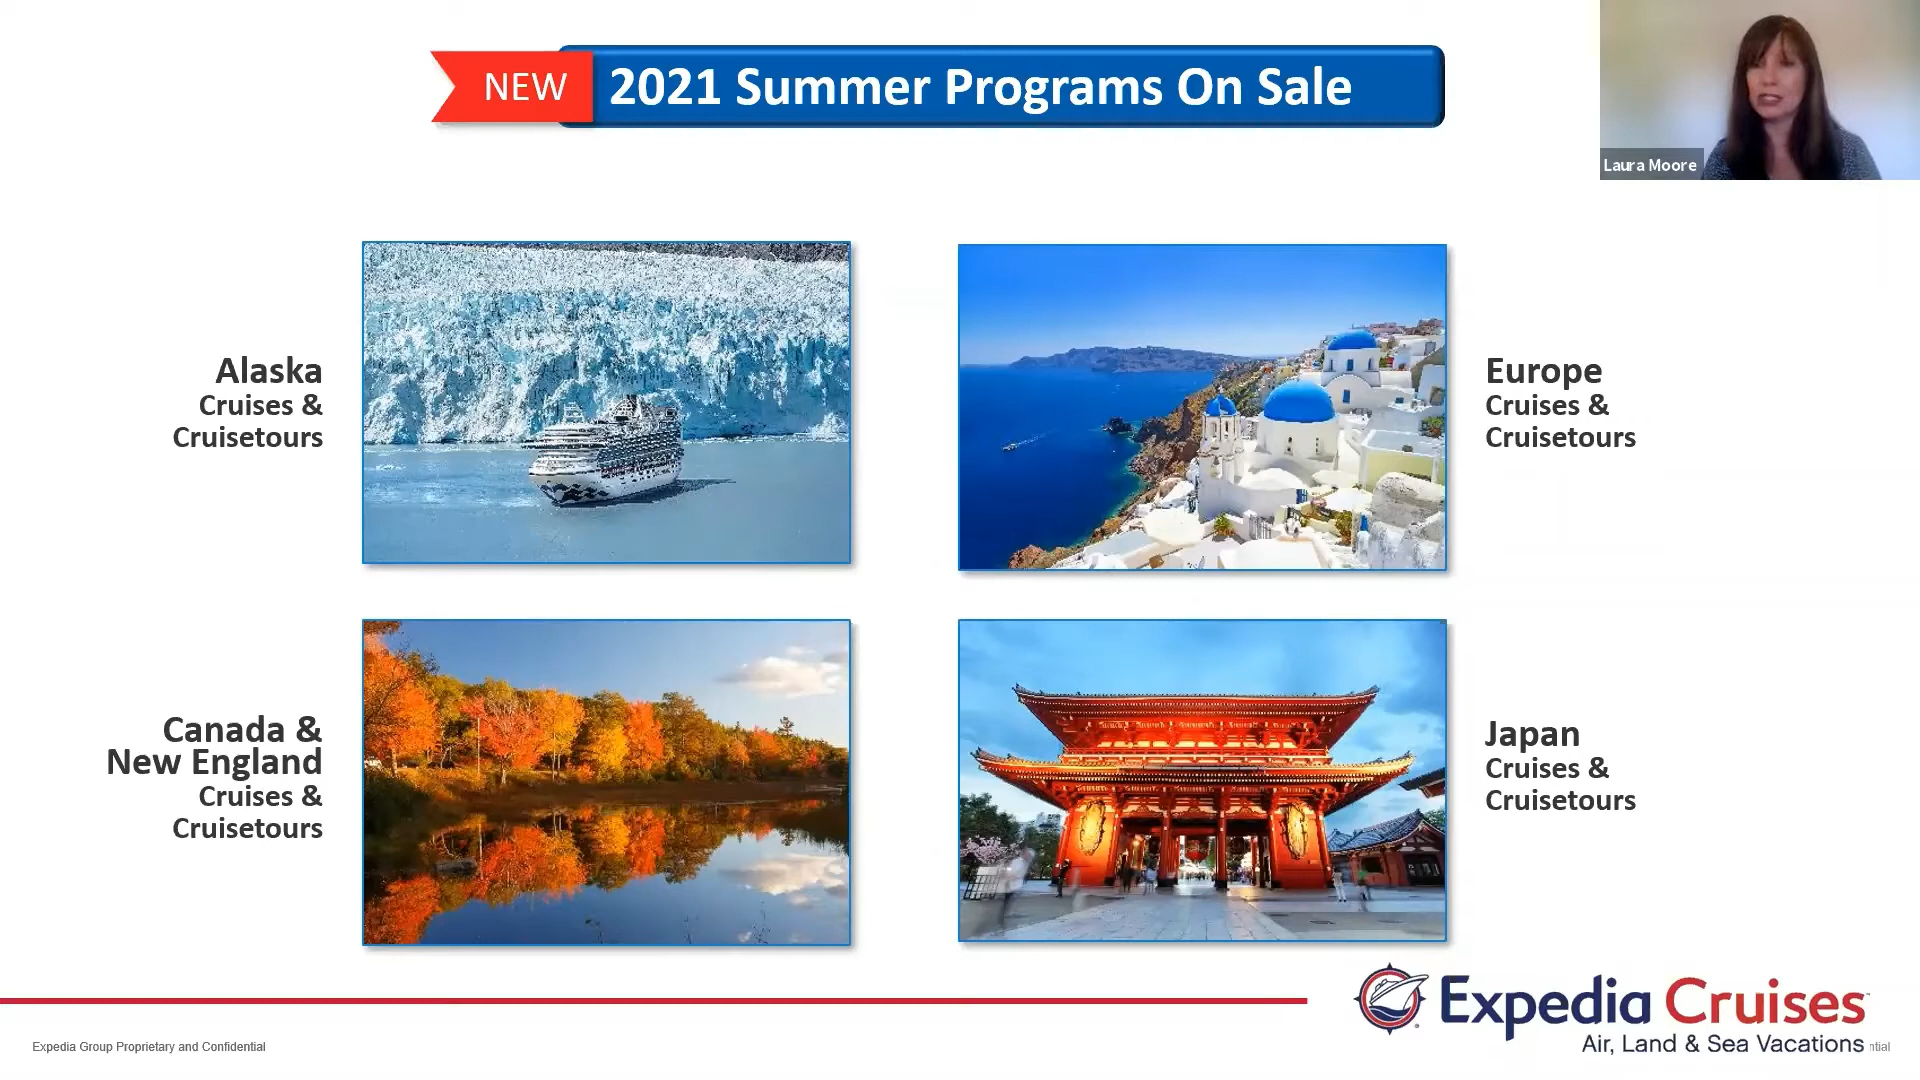 NEW 2021 Summer Programs On Sale
Laura Moore
Alaska
Cruises &
Cruisetours
Europe
Cruises &
Cruisetours
Canada &
New England
Cruises &
Cruisetours
Japan
Cruises &
Cruisetours
Expedia Cruises
Air, Land & Sea Vacations
Expedia Group Proprietary and Confidential
ntial